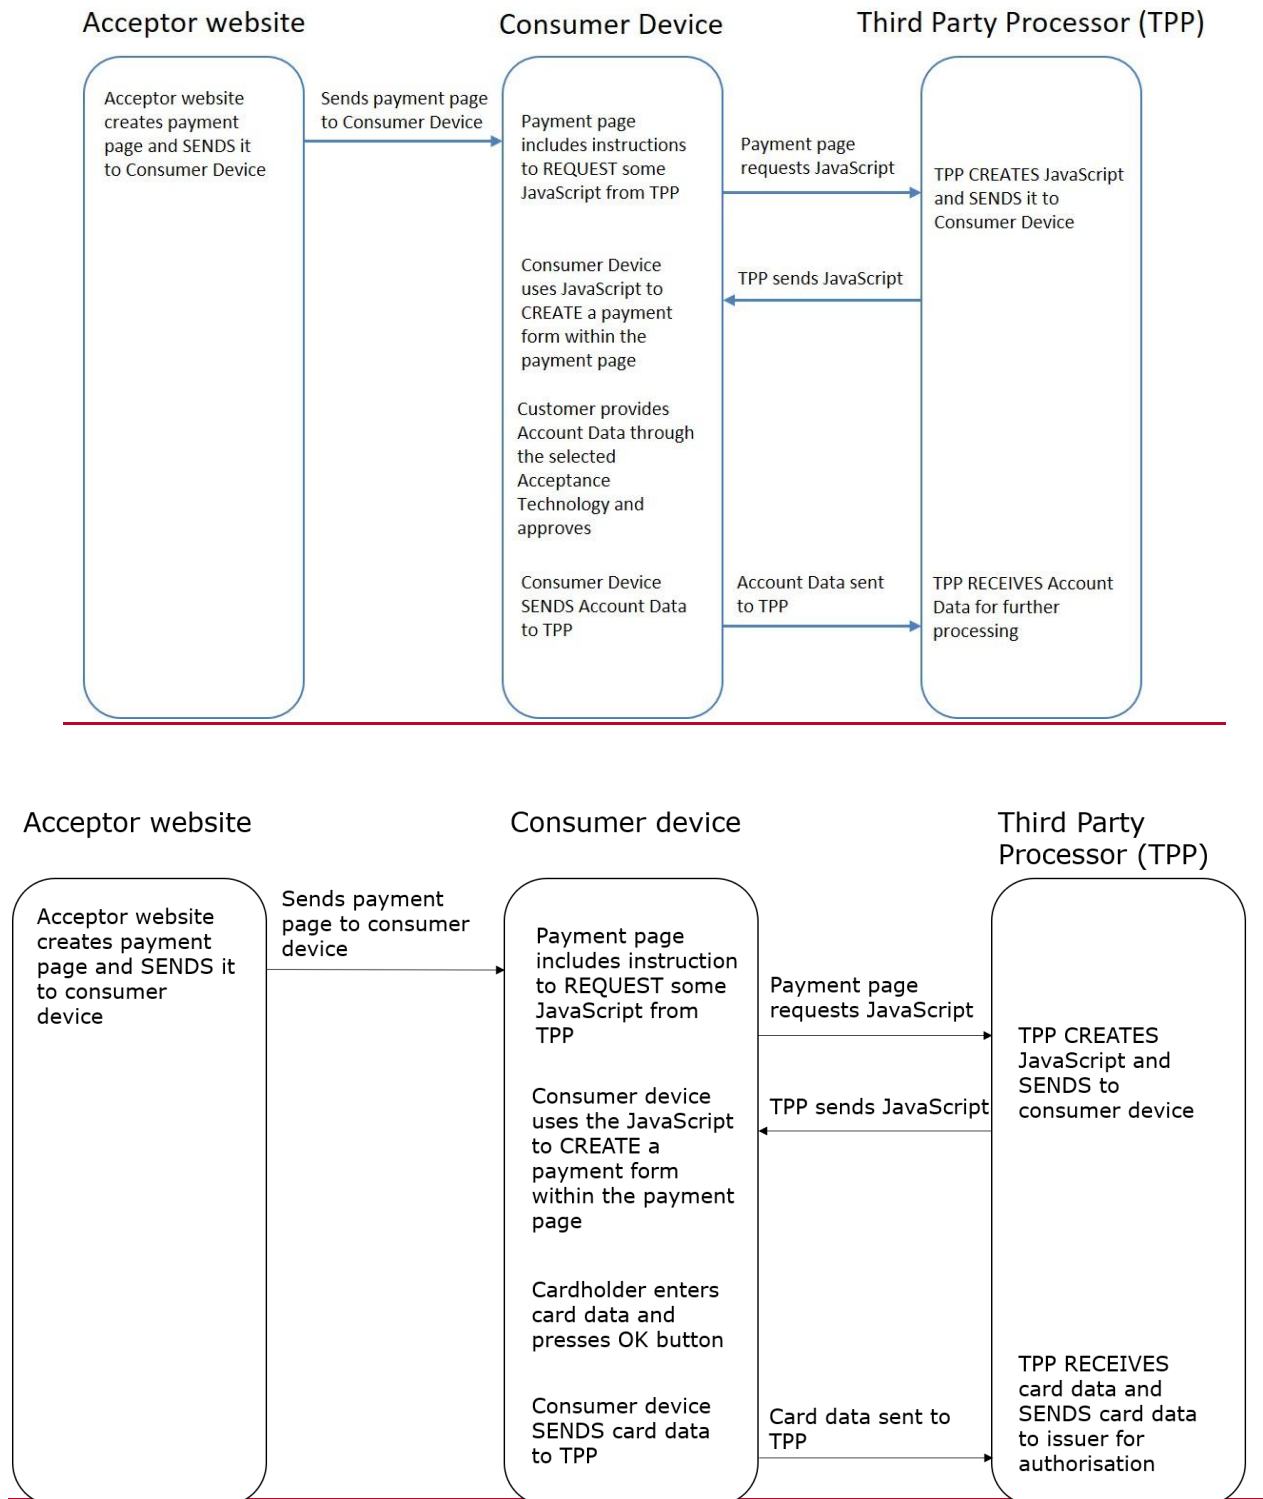 Acceptor website
Consumer Device
Third Party Processor (TPP)
Acceptor website
creates payment
page and SENDS it
to Consumer Device
Sends payment page
to Consumer Device
Payment page
includes instructions
to REQUEST some
JavaScript from TPP
Payment page
requests JavaScript
TPP CREATES JavaScript
and SENDS it to
Consumer Device
Consumer Device
uses JavaScript to
CREATE a payment
form within the
payment page
TPP sends JavaScript
Customer provides
Account Data through
the selected
Acceptance
Technology and
approves
Consumer Device
SENDS Account Data
to TPP
Account Data sent
to TPP
TPP RECEIVES Account
Data for further
processing
Acceptor website
Consumer device
Third Party
Processor (TPP)
Acceptor website
creates payment
page and SENDS it
to consumer
device
Sends payment
page to consumer
device
Payment page
includes instruction
to REQUEST some
JavaScript from
TPP
Payment page
requests JavaScript
TPP CREATES
JavaScript and
SENDS to
consumer device
Consumer device
uses the JavaScript
to CREATE a
payment form
within the payment
page
TPP sends JavaScript
Cardholder enters
card data and
presses OK button
Consumer device
SENDS card data
to TPP
Card data sent to
TPP
TPP RECEIVES
card data and
SENDS card data
to issuer for
authorisation